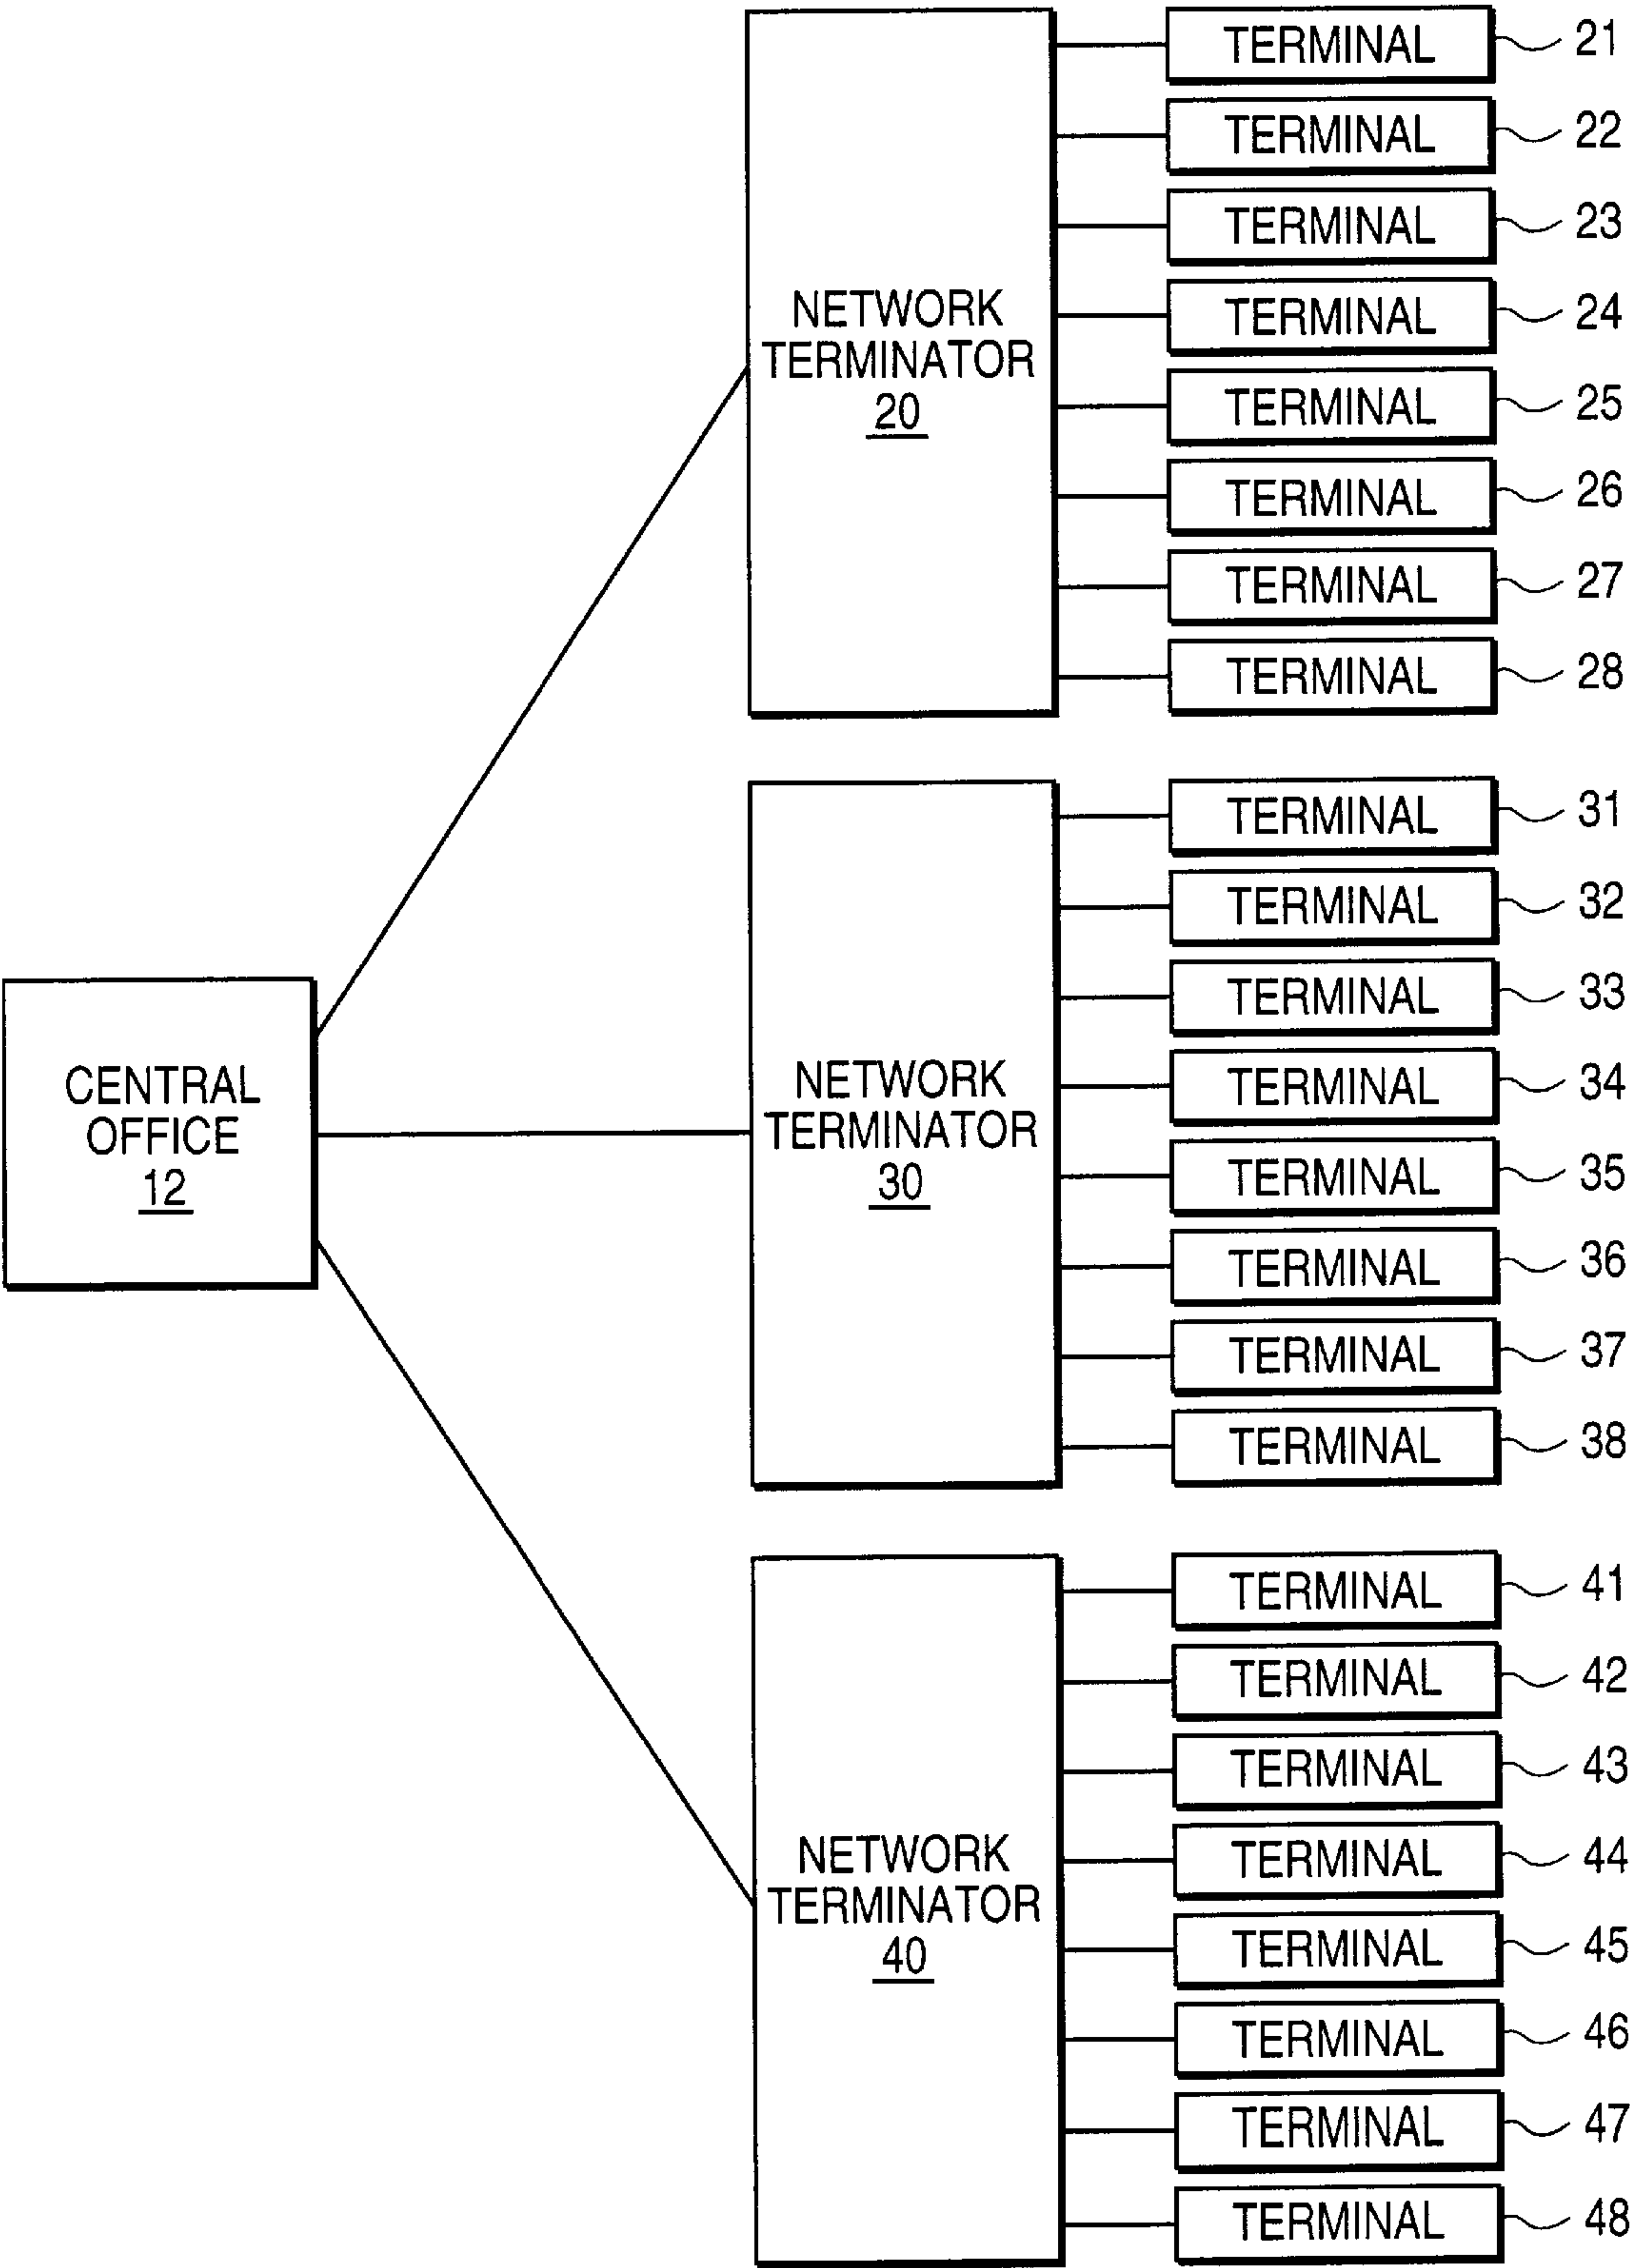 CENTRAL
OFFICE
12
NETWORK
TERMINATOR
20
TERMINAL 21
TERMINAL 22
TERMINAL 23
TERMINAL 24
TERMINAL 25
TERMINAL 26
TERMINAL 27
TERMINAL 28
NETWORK
TERMINATOR
30
TERMINAL 31
TERMINAL 32
TERMINAL 33
TERMINAL 34
TERMINAL 35
TERMINAL 36
TERMINAL 37
TERMINAL 38
NETWORK
TERMINATOR
40
TERMINAL 41
TERMINAL 42
TERMINAL 43
TERMINAL 44
TERMINAL 45
TERMINAL 46
TERMINAL 47
TERMINAL 48